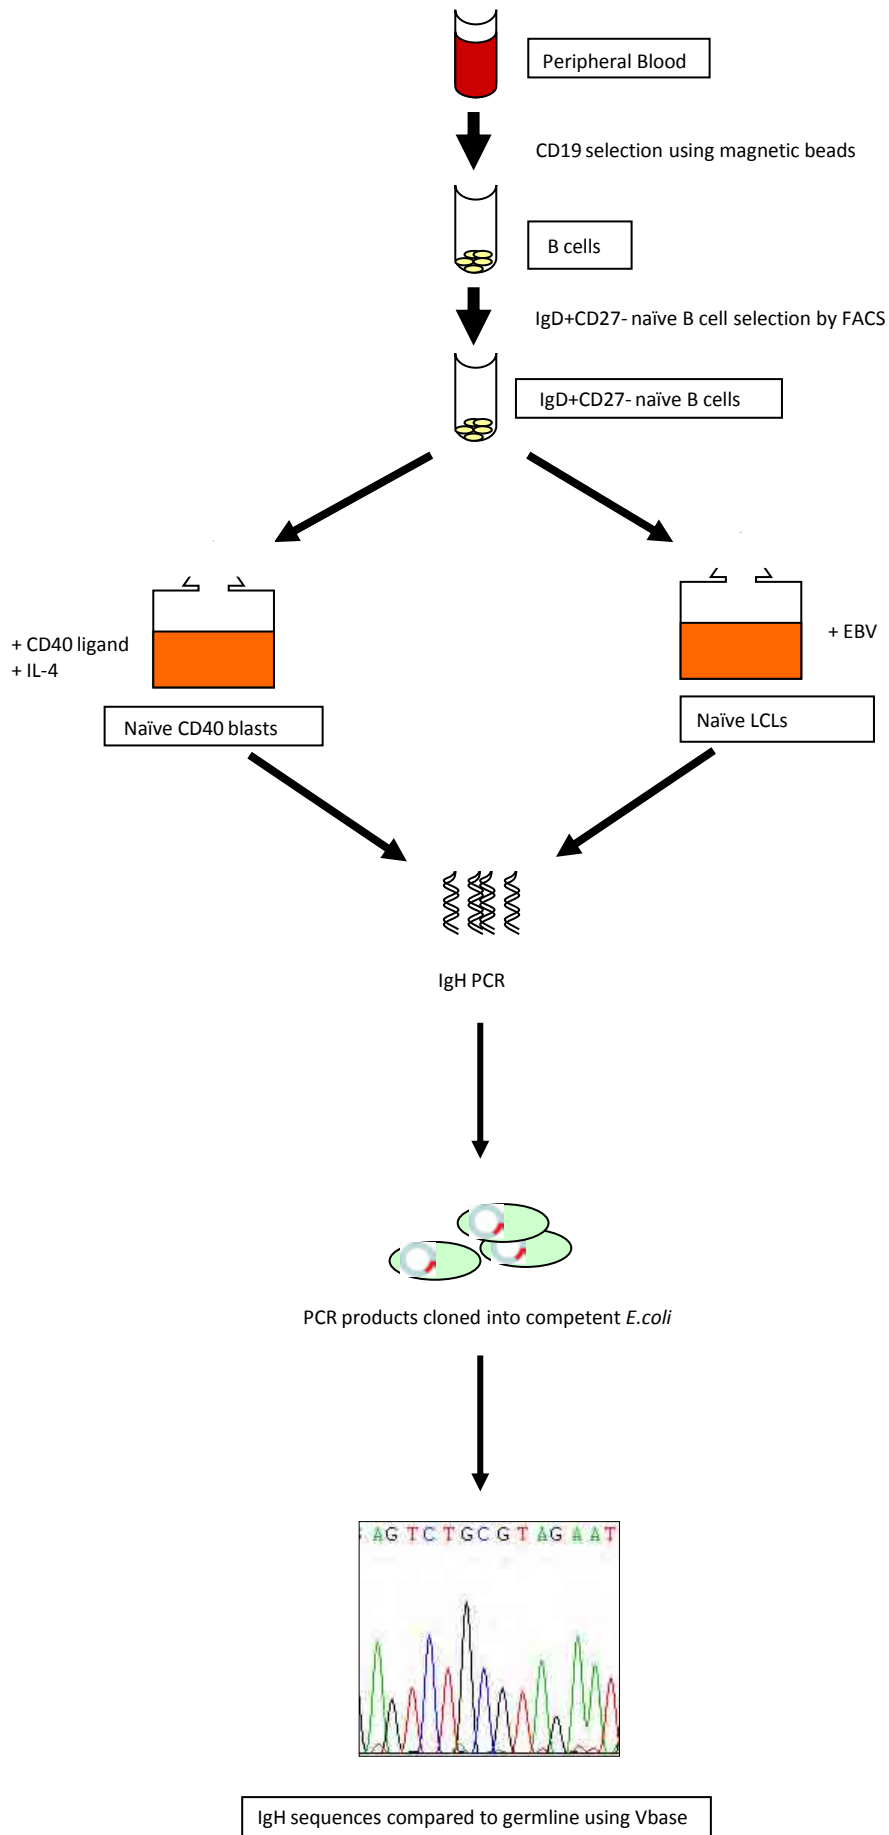 Peripheral Blood
CD19 selection using magnetic beads
B cells
IgD+CD27- naïve B cell selection by FACS
IgD+CD27- naïve B cells
+ CD40 ligand
+ IL-4
+ EBV
Naïve CD40 blasts
Naïve LCLs
IgH PCR
PCR products cloned into competent E.coli
AGTCTGCGTAGAAT
IgH sequences compared to germline using Vbase